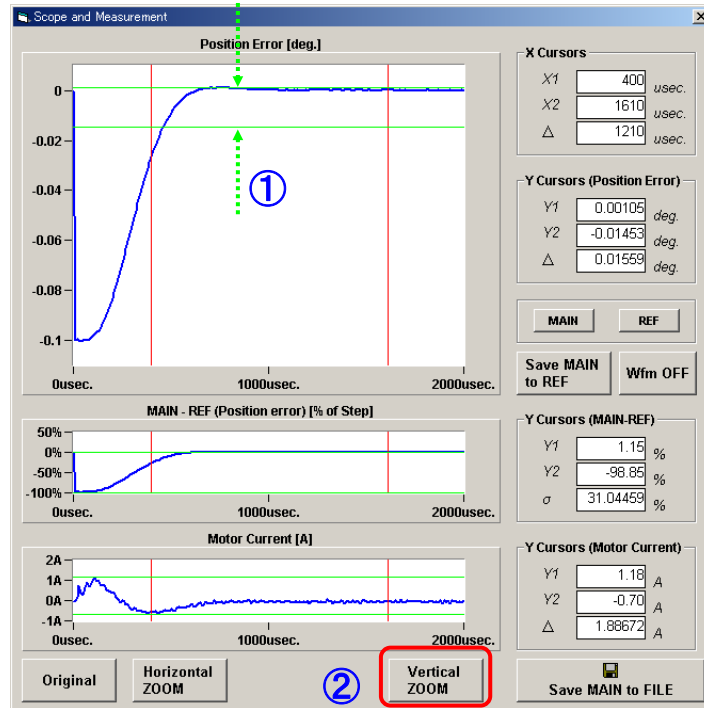 Scope and Measurement
Position Error [deg.]
0
-0.02
-0.04
-0.06
-0.08
-0.1
0usec.
1000usec.
2000usec.
①
MAIN - REF (Position error) [% of Step]
50%
0%
-50%
-100%
0usec.
1000usec.
2000usec.
Motor Current [A]
2A
1A
0A
-1A
0usec.
1000usec.
2000usec.
Original
Horizontal
ZOOM
②
Vertical
ZOOM
X Cursors
X1 400 usec.
X2 1610 usec.
△ 1210 usec.
Y Cursors (Position Error)
Y1 0.00105 deg.
Y2 -0.01453 deg.
△ 0.01559 deg.
MAIN
REF
Save MAIN
to REF
Wfm OFF
Y Cursors (MAIN-REF)
Y1 1.15 %
Y2 -98.85 %
σ 31.04459 %
Y Cursors (Motor Current)
Y1 1.18 A
Y2 -0.70 A
△ 1.88672 A
Save MAIN to FILE